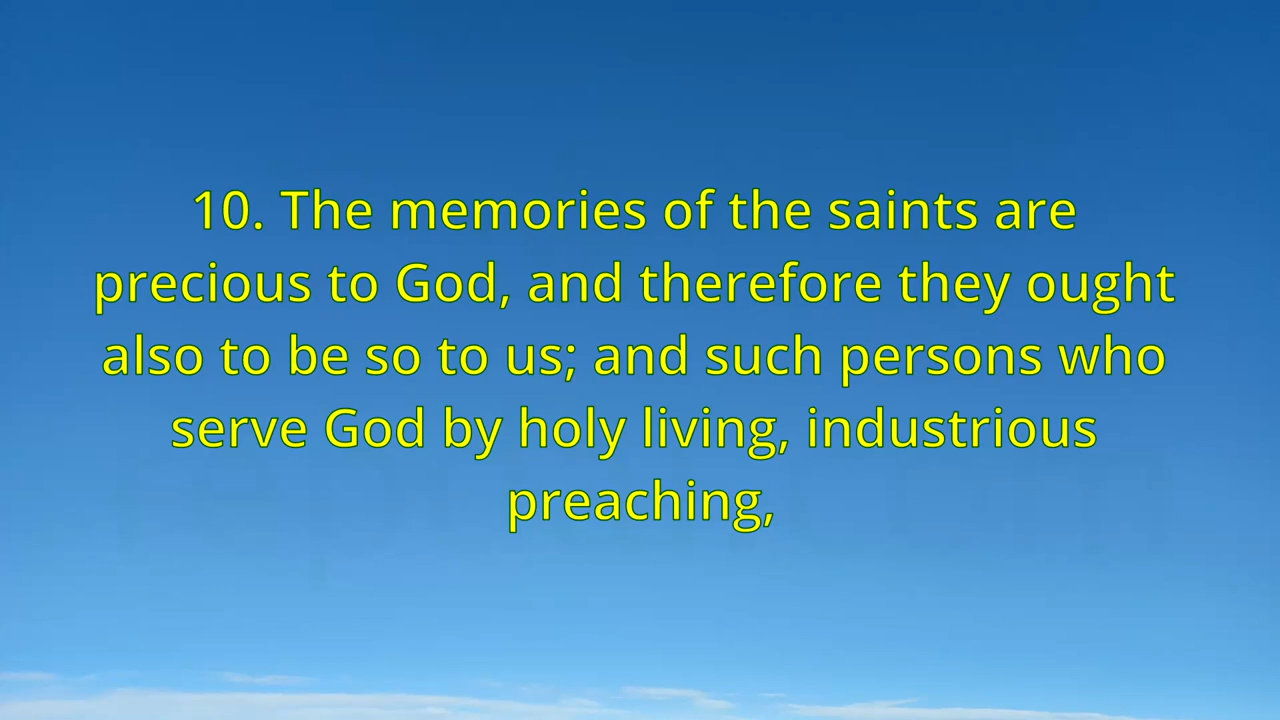 10. The memories of the saints are
precious to God, and therefore they ought
also to be so to us; and such persons who
serve God by holy living, industrious
preaching,